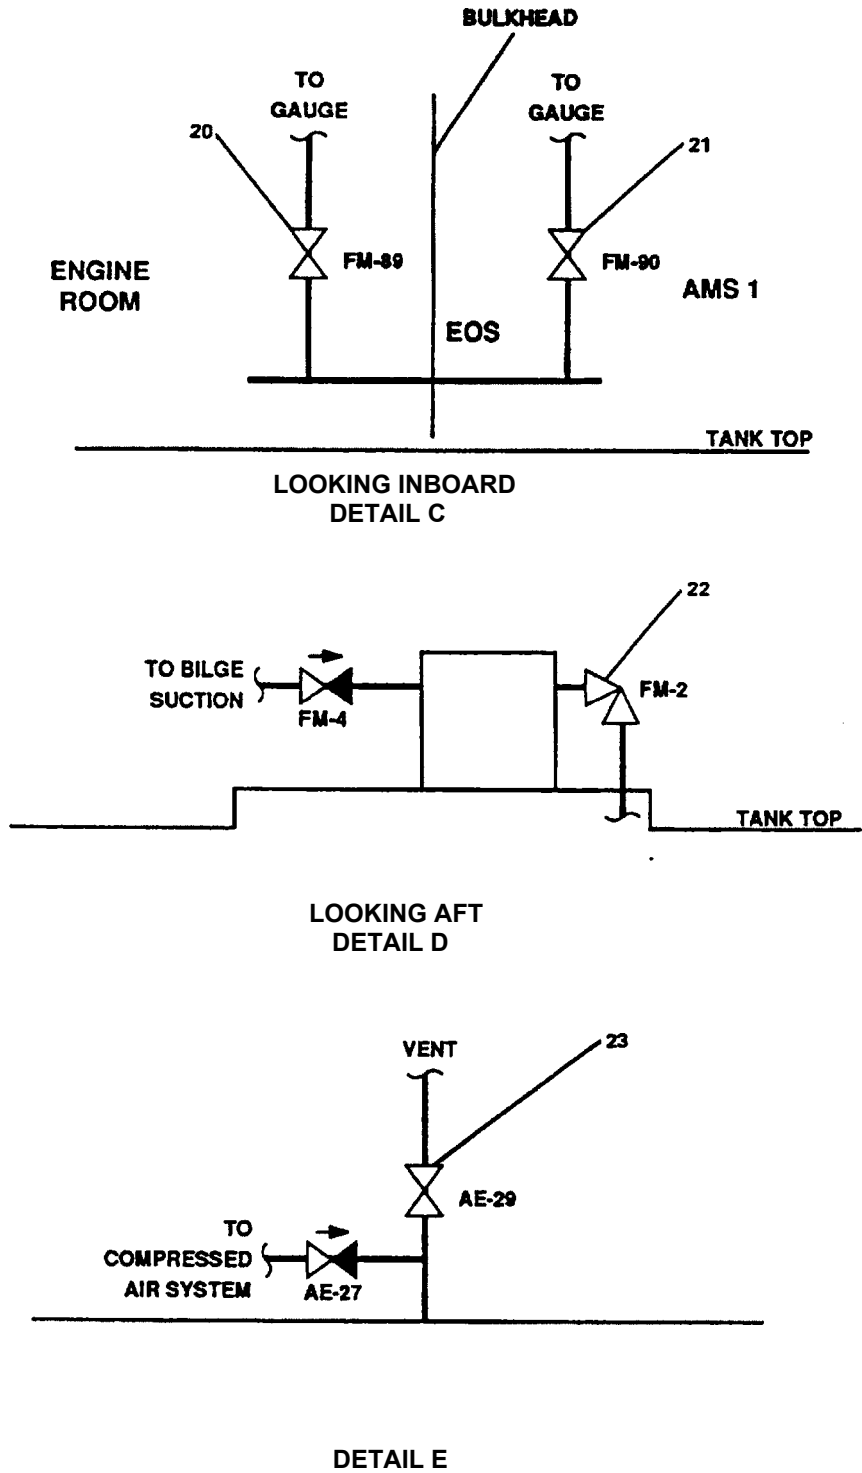 BULKHEAD
TO
GAUGE
TO
GAUGE
20
21
FM-89
FM-90
ENGINE
ROOM
AMS 1
EOS
TANK TOP
LOOKING INBOARD
DETAIL C
22
TO BILGE
SUCTION
FM-4
FM-2
TANK TOP
LOOKING AFT
DETAIL D
VENT
23
AE-29
TO
COMPRESSED
AIR SYSTEM
AE-27
DETAIL E